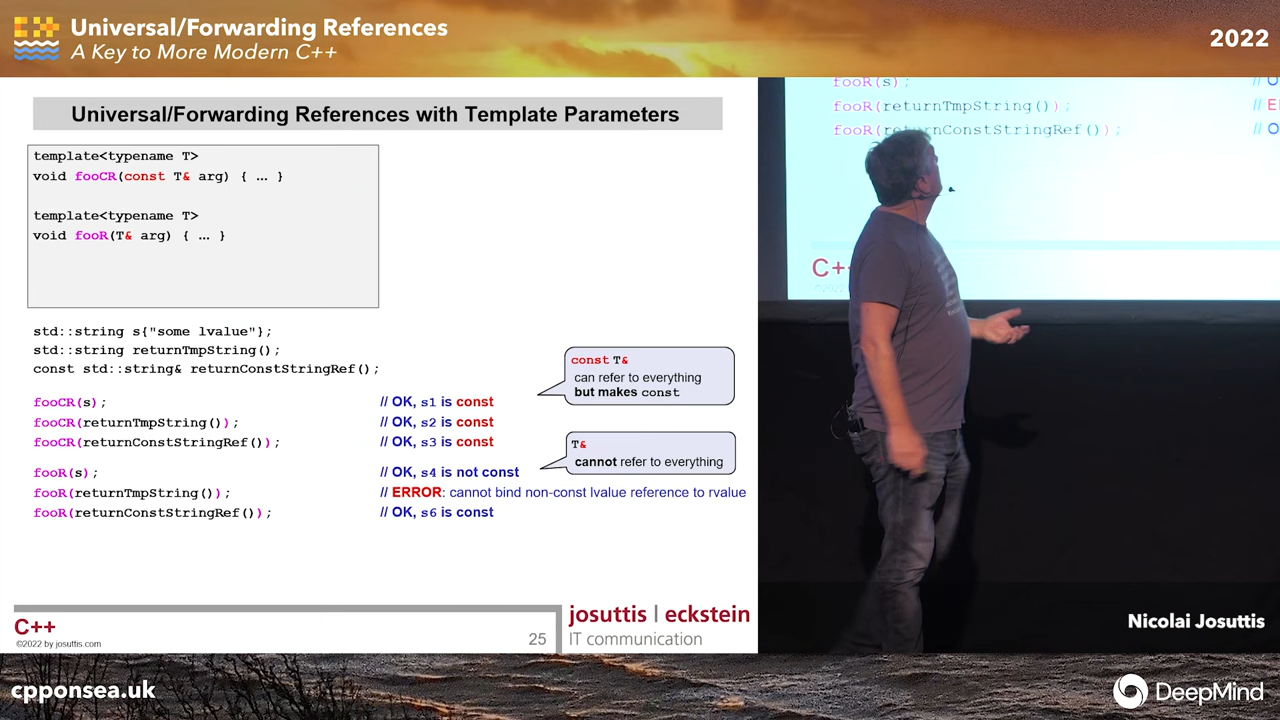 Universal/Forwarding References
A Key to More Modern C++
2022
Universal/Forwarding References with Template Parameters
template<typename T>
void fooCR(const T& arg) { … }
template<typename T>
void fooR(T& arg) { … }
std::string s{"some lvalue"};
std::string returnTmpString();
const std::string& returnConstStringRef();
fooCR(s); // OK, s1 is const
fooCR(returnTmpString()); // OK, s2 is const
fooCR(returnConstStringRef()); // OK, s3 is const
const T&
can refer to everything
but makes const
fooR(s); // OK, s4 is not const
fooR(returnTmpString()); // ERROR: cannot bind non-const lvalue reference to rvalue
fooR(returnConstStringRef()); // OK, s6 is const
T&
cannot refer to everything
C++
©2022 by josuttis.com
25
josuttis | eckstein
IT communication
fooR(s); // O
fooR(returnTmpString()); // E
fooR(returnConstStringRef()); // O
C+
Nicolai Josuttis
cpponsea.uk
DeepMind